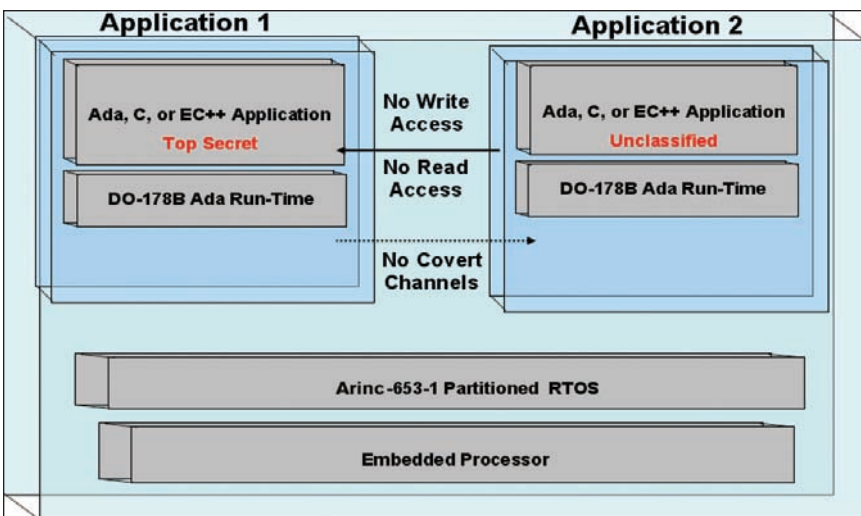 Application 1
Application 2
Ada, C, or EC++ Application
Top Secret
DO-178B Ada Run-Time
No Write
Access
No Read
Access
No Covert
Channels
Ada, C, or EC++ Application
Unclassified
DO-178B Ada Run-Time
Arinc-653-1 Partitioned RTOS
Embedded Processor